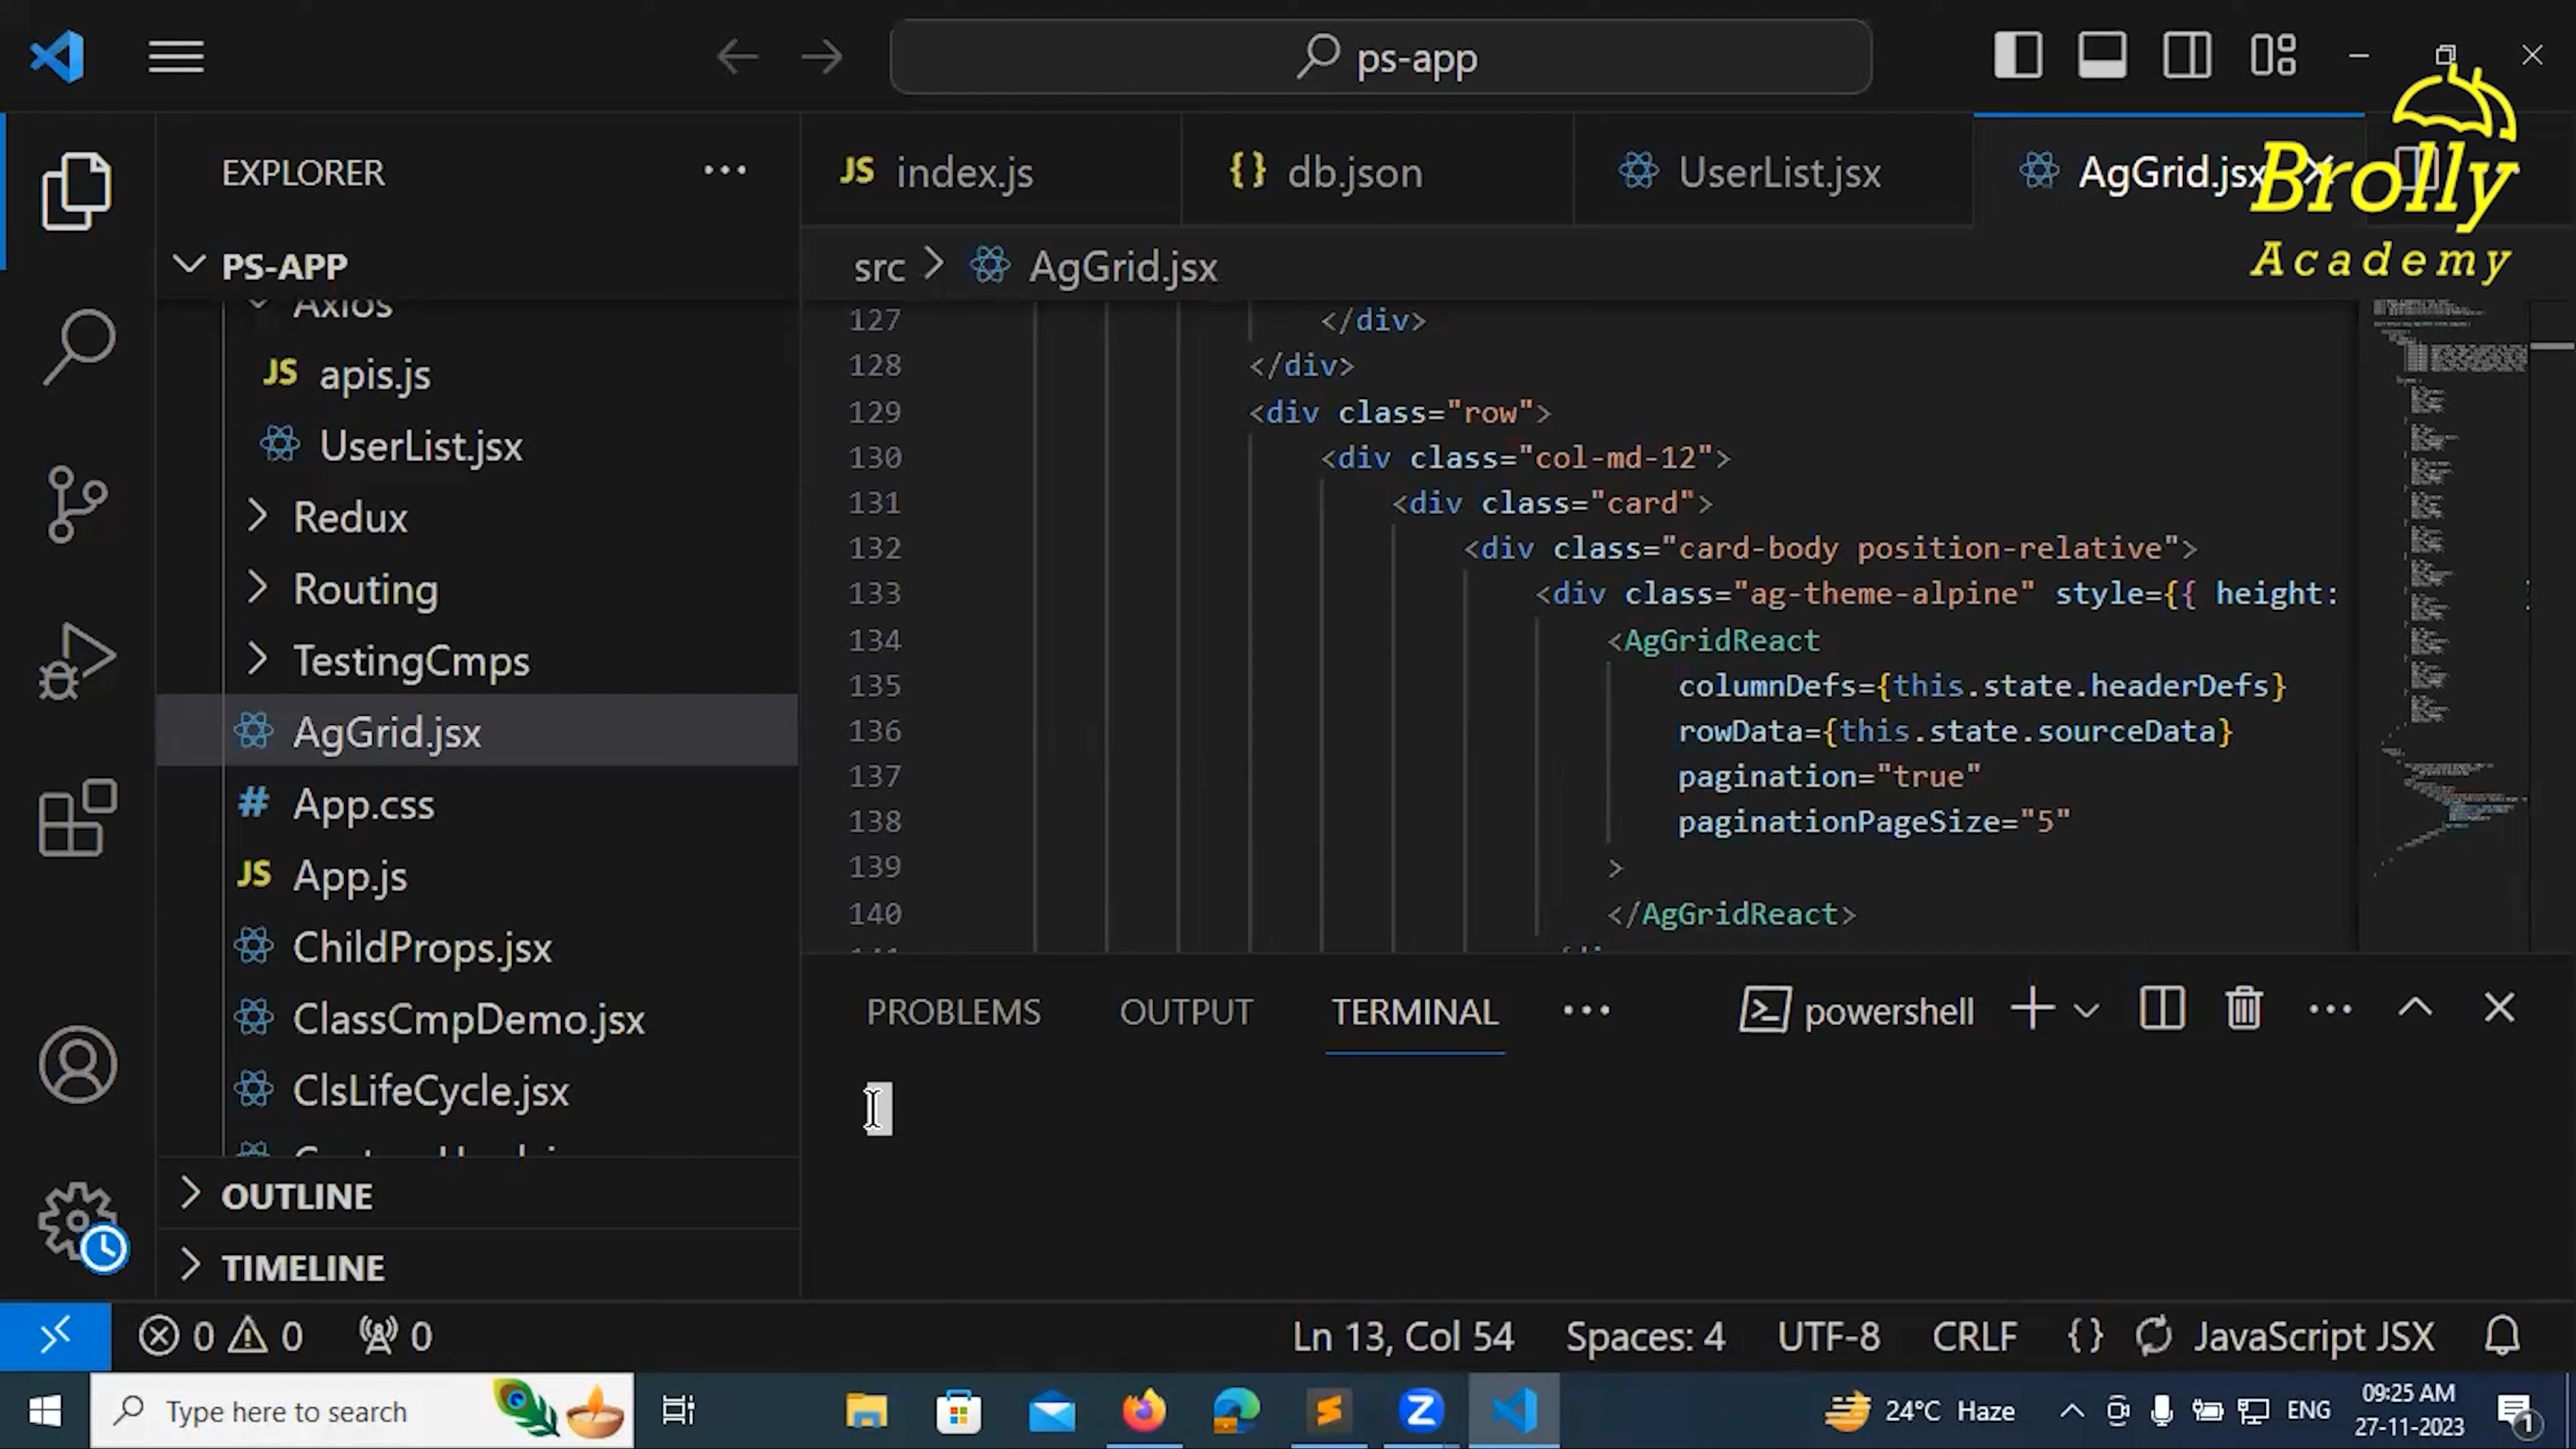 ps-app
EXPLORER
JS index.js
{} db.json
UserList.jsx
AgGrid.jsx
Brolly
Academy
PS-APP
src > AgGrid.jsx
Axios
JS apis.js
UserList.jsx
Redux
Routing
TestingCmps
AgGrid.jsx
# App.css
JS App.js
ChildProps.jsx
ClassCmpDemo.jsx
ClsLifeCycle.jsx
OUTLINE
TIMELINE
127 </div>
128 </div>
129 <div class="row">
130 <div class="col-md-12">
131 <div class="card">
132 <div class="card-body position-relative">
133 <div class="ag-theme-alpine" style={{ height:
134 <AgGridReact
135 columnDefs={this.state.headerDefs}
136 rowData={this.state.sourceData}
137 pagination="true"
138 paginationPageSize="5"
139 >
140 </AgGridReact>
PROBLEMS OUTPUT TERMINAL powershell
0 0 0 Ln 13, Col 54 Spaces: 4 UTF-8 CRLF {} JavaScript JSX
Type here to search
24°C Haze
ENG
09:25 AM
27-11-2023
1